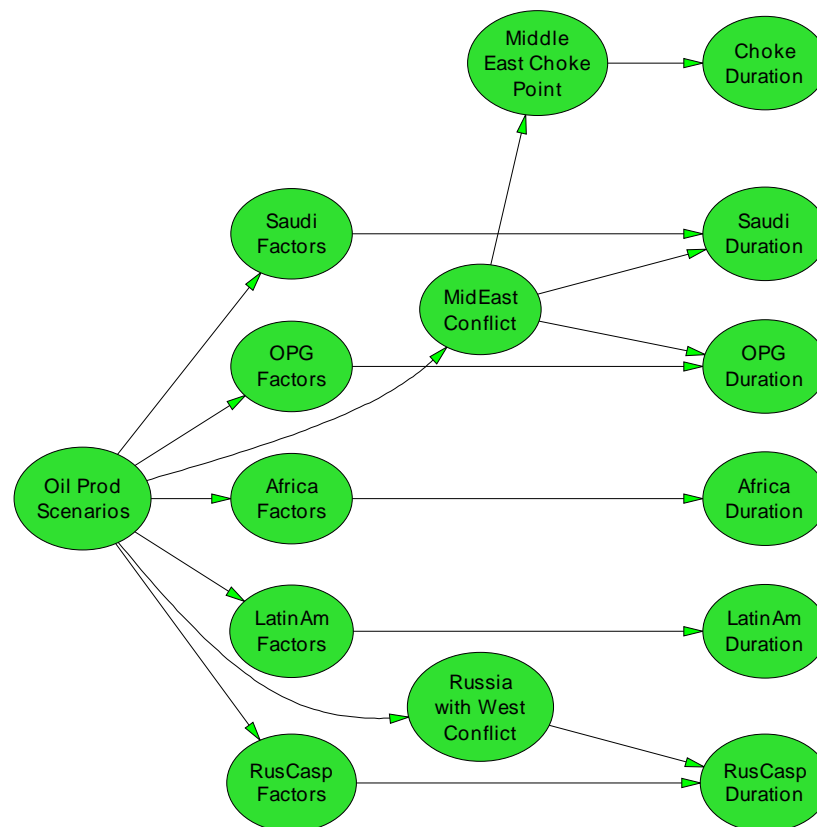 Middle
East Choke
Point
Choke
Duration
Saudi
Factors
Saudi
Duration
MidEast
Conflict
OPG
Factors
OPG
Duration
Oil Prod
Scenarios
Africa
Factors
Africa
Duration
LatinAm
Factors
LatinAm
Duration
Russia
with West
Conflict
RusCasp
Factors
RusCasp
Duration